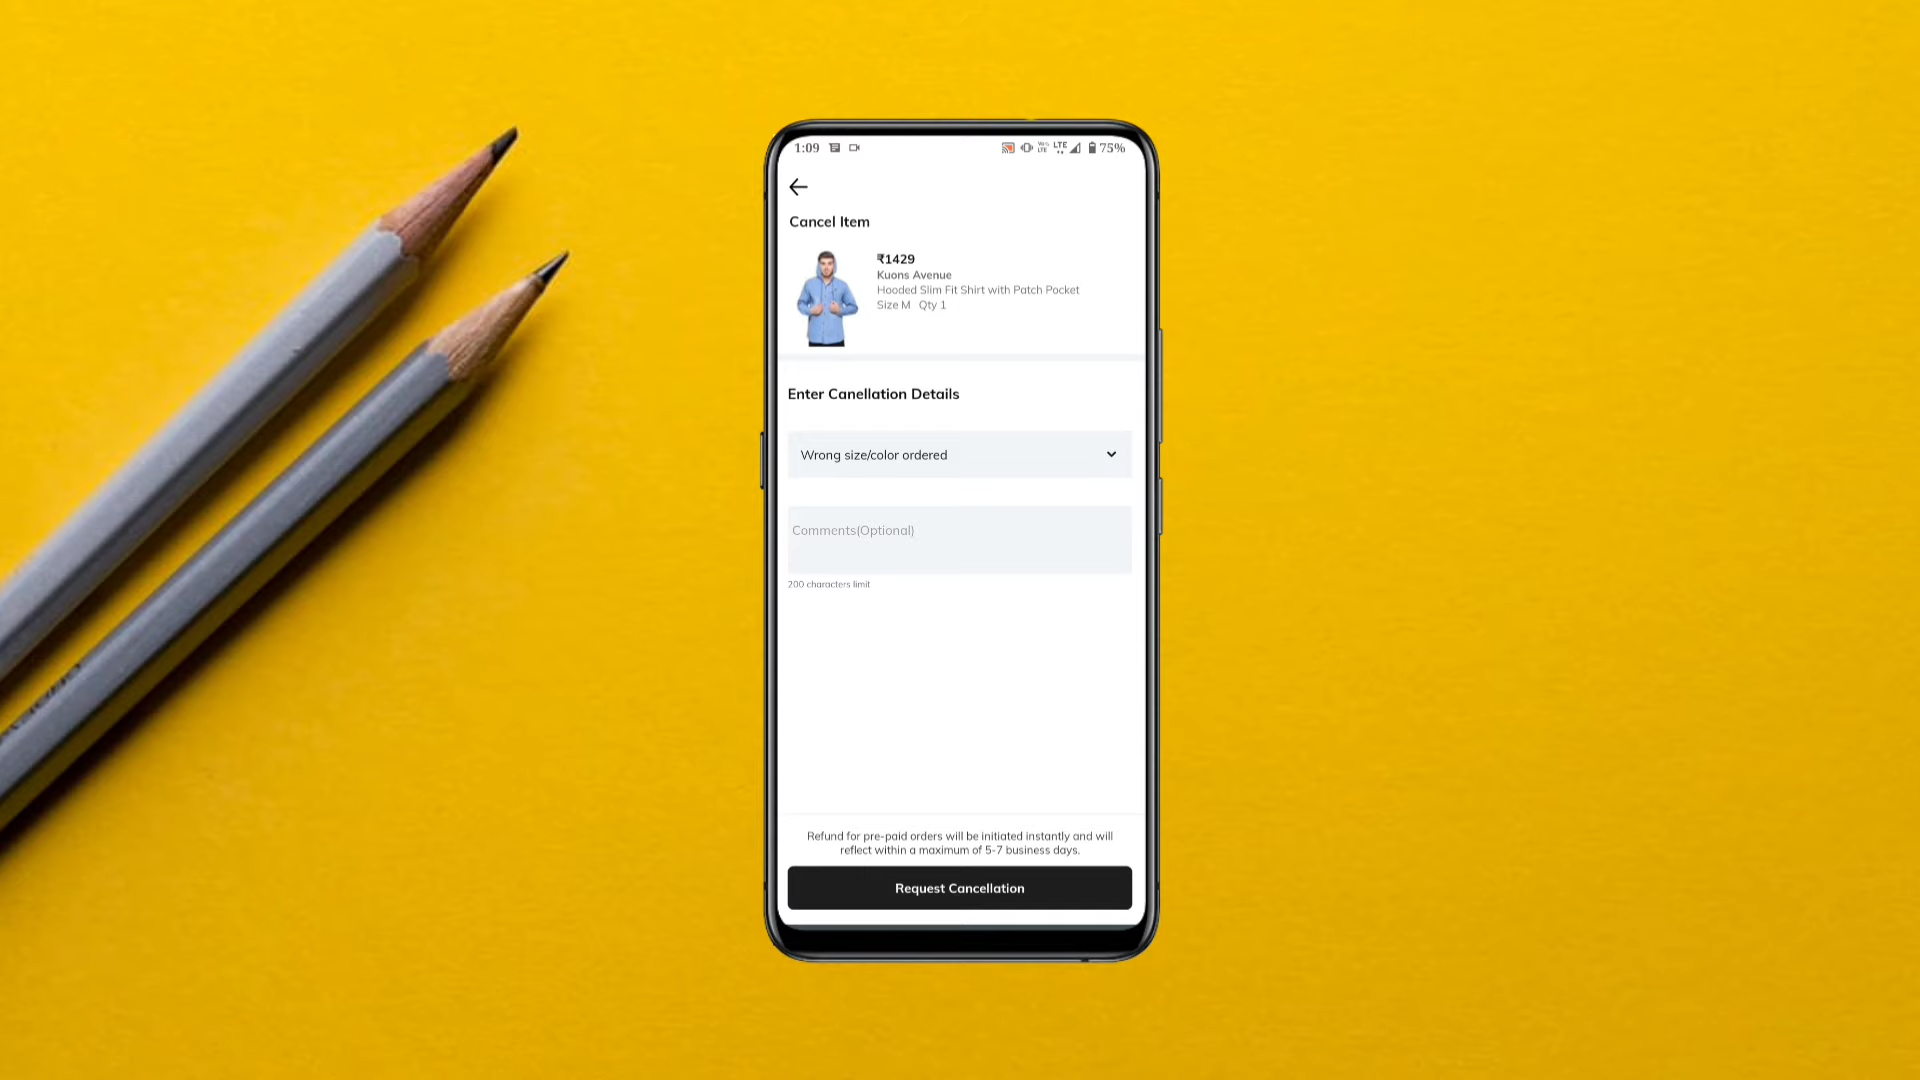 1:09 LTE 75%
Cancel Item
₹1429
Kuons Avenue
Hooded Slim Fit Shirt with Patch Pocket
Size M Qty 1
Enter Canellation Details
Wrong size/color ordered
Comments(Optional)
200 characters limit
Refund for pre-paid orders will be initiated instantly and will
reflect within a maximum of 5-7 business days.
Request Cancellation